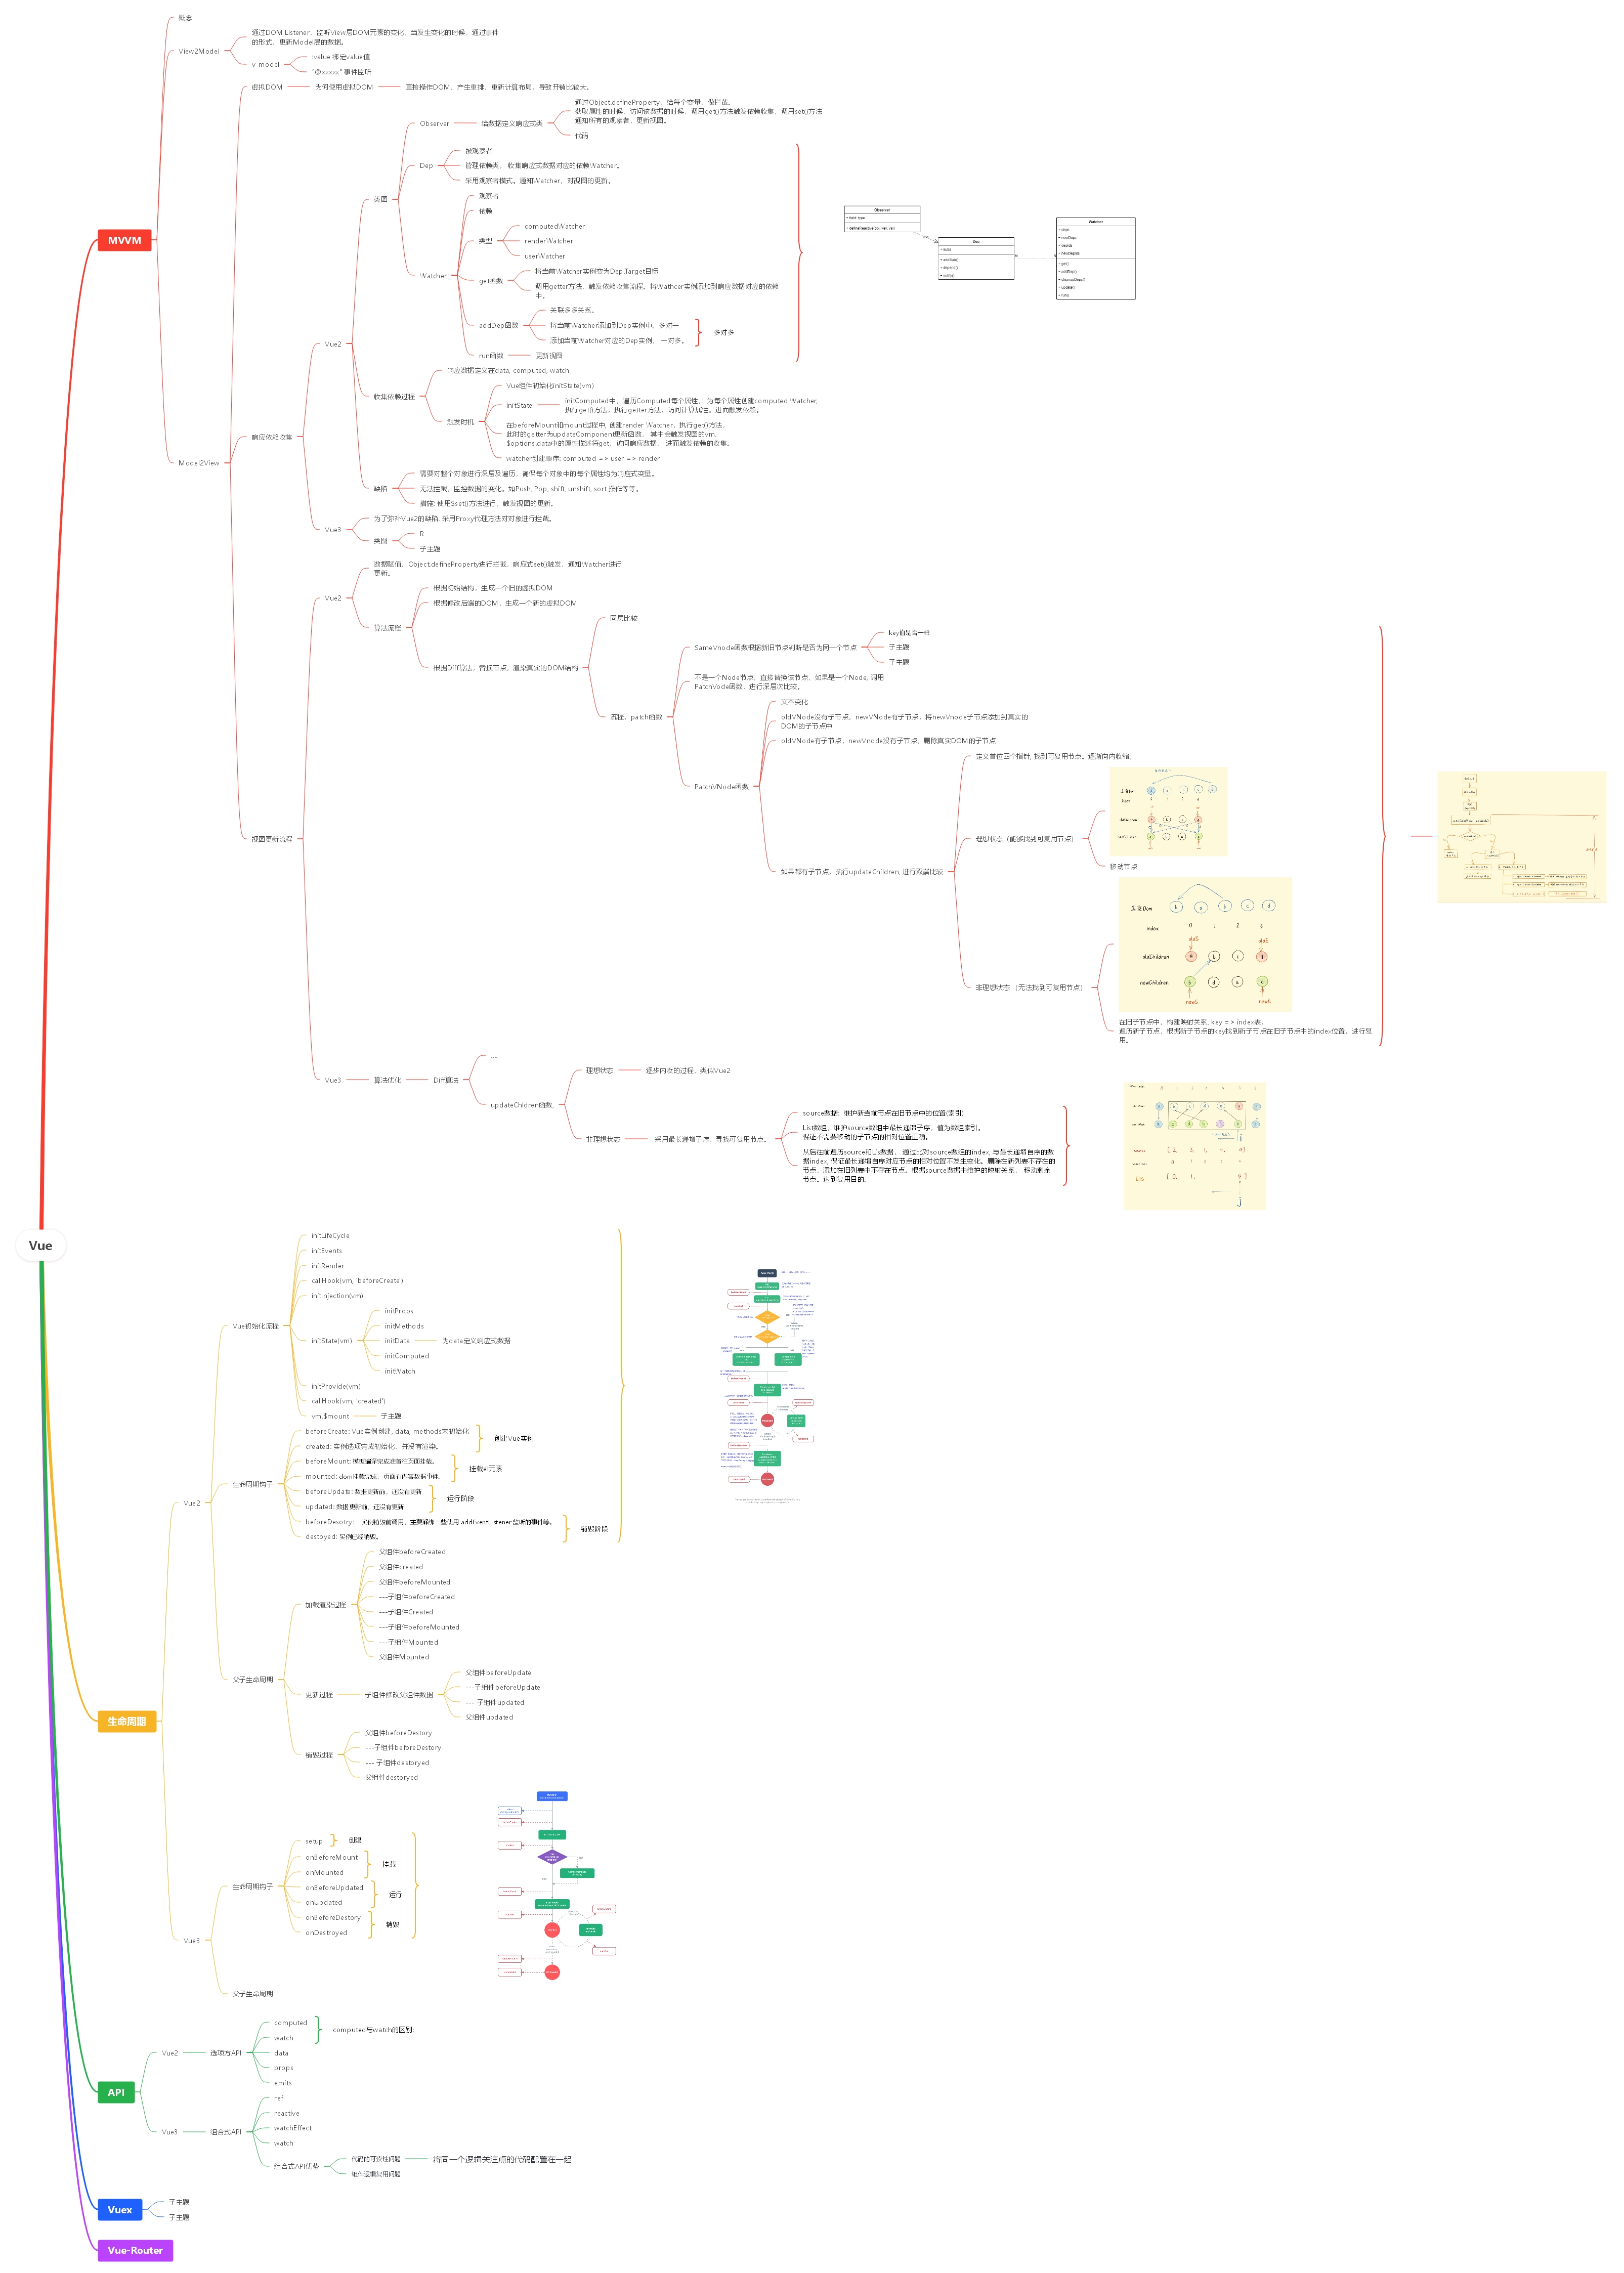 Vue
MVVM
概念
View2Model
通过DOM Listener，监听View层DOM元素的变化，当发生变化的时候，通过事件
的形式，更新Model层的数据。
v-model
:value 绑定value值
"@xxxxx" 事件监听
Model2View
虚拟DOM
为何使用虚拟DOM
直接操作DOM，产生重排，重新计算布局，导致开销比较大。
响应依赖收集
Vue2
类图
Observer
给数据定义响应式类
通过Object.defineProperty，给每个变量，做拦截。
获取属性的时候，访问该数据的时候，调用get()方法触发依赖收集，调用set()方法
通知所有的观察者，更新视图。
代码
Dep
被观察者
管理依赖类， 收集响应式数据对应的依赖Watcher。
采用观察者模式。通知Watcher，对视图的更新。
Watcher
观察者
依赖
类型
computedWatcher
renderWatcher
userWatcher
get函数
将当前Watcher实例变为Dep.Target目标
调用getter方法，触发依赖收集流程。将Wathcer实例添加到响应数据对应的依赖
中。
addDep函数
关联多多关系。
将当前Watcher添加到Dep实例中。多对一
添加当前Watcher对应的Dep实例， 一对多。
多对多
run函数
更新视图
Observer
+ defineReactive(obj, key, val)
Dep
+ subs
+ addSub()
+ depend()
+ notify()
Watcher
+ deps
+ newDeps
+ depIds
+ newDepIds
+ get()
+ addDep()
+ cleanupDeps()
+ update()
+ run()
收集依赖过程
响应数据定义在data, computed, watch
触发时机
Vue组件初始化initState(vm)
initState
initComputed中，遍历Computed每个属性， 为每个属性创建computed Watcher,
执行get()方法，执行getter方法，访问计算属性。进而触发依赖。
在beforeMount和mount过程中, 创建render Watcher，执行get()方法，
此时的getter为updateComponent更新函数， 其中会触发视图的vm.
$options.data中的属性描述符get，访问响应数据， 进而触发依赖的收集。
watcher创建顺序: computed => user => render
缺陷
需要对整个对象进行深层及遍历，确保每个对象中的每个属性均为响应式变量。
无法拦截，监控数据的变化。如Push, Pop, shift, unshift, sort 操作等等。
措施: 使用$set()方法进行，触发视图的更新。
Vue3
为了弥补Vue2的缺陷, 采用Proxy代理方法对对象进行拦截。
类图
R
子主题
视图更新流程
Vue2
数据赋值，Object.defineProperty进行拦截，响应式set()触发，通知Watcher进行
更新。
算法流程
根据初始结构，生成一个旧的虚拟DOM
根据修改后端的DOM，生成一个新的虚拟DOM
根据Diff算法，替换节点，渲染真实的DOM结构
同层比较
流程，patch函数
SameVnode函数根据新旧节点判断是否为同一个节点
key值是否一样
子主题
子主题
不是一个Node节点，直接替换该节点，如果是一个Node, 调用
PatchVode函数，进行深层次比较。
PatchVNode函数
文本变化
oldVNode没有子节点，newVNode有子节点，将newVnode子节点添加到真实的
DOM的子节点中
oldVNode有子节点，newVnode没有子节点，删除真实DOM的子节点
如果都有子节点，执行updateChildren, 进行双端比较
定义首位四个指针, 找到可复用节点。逐渐向内收缩。
理想状态（能够找到可复用节点）
移动节点
非理想状态 （无法找到可复用节点）
真实Dom b a b c d
index 0 1 2 3
oldS oldE
oldChildren a b c d
newChildren b d a c
newS newE
在旧子节点中，构建映射关系, key => index表,
遍历新子节点，根据新子节点的key找到新子节点在旧子节点中的index位置。进行复
用。
Vue3
算法优化
Diff算法
....
updateChldren函数,
理想状态
逐步内收的过程，类似Vue2
非理想状态
采用最长递增子序，寻找可复用节点。
source数据: 维护新当前节点在旧节点中的位置(索引)
List数组，维护source数组中最长递增子序，值为数组索引。
保证不需要移动的子节点的相对位置正确。
从后往前遍历source和Lis数据， 通过比对source数组的index, 与最长递增自序的数
据index, 保证最长递增自序对应节点的相对位置不发生变化。删除在新列表不存在的
节点，添加在旧列表中不存在节点。根据source数据中维护的映射关系， 移动剩余
节点。达到复用目的。
生命周期
Vue2
Vue初始化流程
initLifeCycle
initEvents
initRender
callHook(vm, 'beforeCreate')
initInjection(vm)
initState(vm)
initProps
initMethods
initData
为data定义响应式数据
initComputed
initWatch
initProvide(vm)
callHook(vm, 'created')
vm.$mount
子主题
生命周期钩子
beforeCreate: Vue实例创建, data, methods未初始化
created: 实例选项完成初始化，并没有渲染。
创建Vue实例
beforeMount: 模板编译完成准备往页面挂载。
mounted: dom挂载完成，页面有内容数据事件。
挂载el元素
beforeUpdate: 数据更新前，还没有更新
updated: 数据更新前，还没有更新
运行阶段
beforeDesotry: 实例销毁前调用，主要解绑一些使用 addEventListener 监听的事件等。
destoyed: 实例已经销毁。
销毁阶段
父子生命周期
加载渲染过程
父组件beforeCreated
父组件created
父组件beforeMounted
---子组件beforeCreated
---子组件Created
---子组件beforeMounted
---子组件Mounted
父组件Mounted
更新过程
子组件修改父组件数据
父组件beforeUpdate
---子组件beforeUpdate
--- 子组件updated
父组件updated
销毁过程
父组件beforeDestory
---子组件beforeDestory
--- 子组件destoryed
父组件destoryed
Vue3
生命周期钩子
setup
创建
onBeforeMount
onMounted
挂载
onBeforeUpdated
onUpdated
运行
onBeforeDestory
onDestroyed
销毁
父子生命周期
API
Vue2
选项方API
computed
watch
computed与watch的区别:
data
props
emits
Vue3
组合式API
ref
reactive
watchEffect
watch
组合式API优势
代码的可读性问题
将同一个逻辑关注点的代码配置在一起
组件逻辑复用问题
Vuex
子主题
子主题
Vue-Router